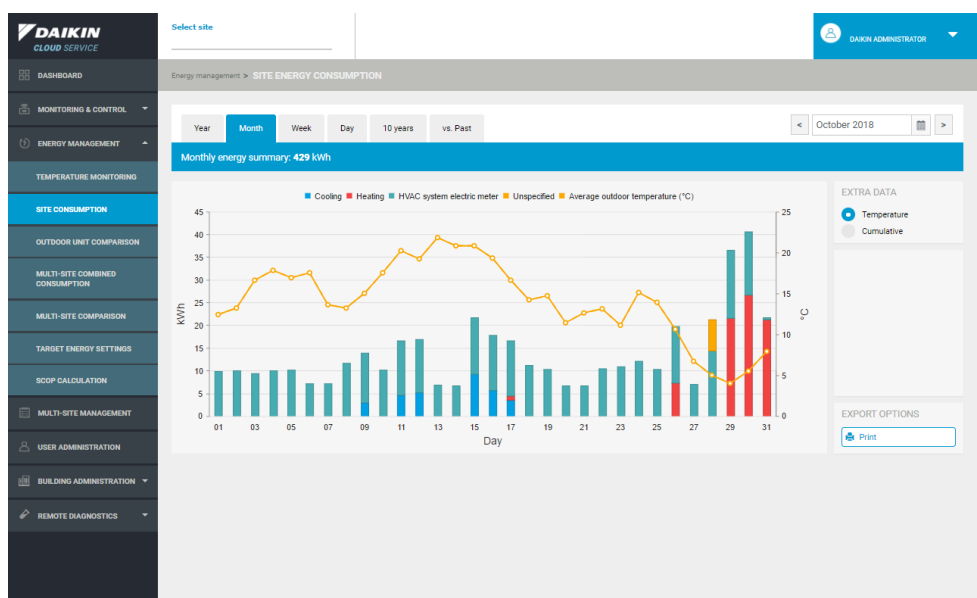 DAIKIN
CLOUD SERVICE
Select site
DAIKIN ADMINISTRATOR
DASHBOARD
MONITORING & CONTROL
ENERGY MANAGEMENT
TEMPERATURE MONITORING
SITE CONSUMPTION
OUTDOOR UNIT COMPARISON
MULTI-SITE COMBINED
CONSUMPTION
MULTI-SITE COMPARISON
TARGET ENERGY SETTINGS
SCOP CALCULATION
MULTI-SITE MANAGEMENT
USER ADMINISTRATION
BUILDING ADMINISTRATION
REMOTE DIAGNOSTICS
Energy management > SITE ENERGY CONSUMPTION
Year Month Week Day 10 years vs. Past
< October 2018 >
Monthly energy summary: 429 kWh
Cooling Heating HVAC system electric meter Unspecified Average outdoor temperature (°C)
45
40
35
30
25
20
15
10
5
0
kWh
25
20
15
10
5
0
°C
01 03 05 07 09 11 13 15 17 19 21 23 25 27 29 31
Day
EXTRA DATA
Temperature
Cumulative
EXPORT OPTIONS
Print